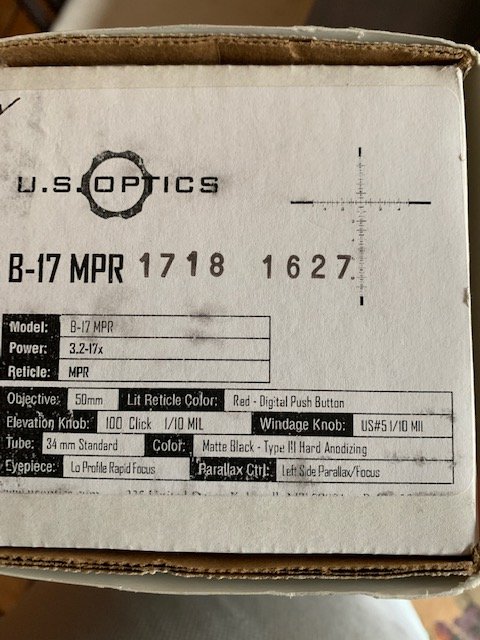 U.S. OPTICS
B-17 MPR 1718 1627
Model: B-17 MPR
Power: 3.2-17x
Reticle: MPR
Objective: 50mm Lit Reticle Color: Red - Digital Push Button
Elevation Knob: 100 Click 1/10 MIL Windage Knob: US#5 1/10 MIl
Tube: 34 mm Standard Color: Matte Black - Type III Hard Anodizing
Eyepiece: Lo Profile Rapid Focus Parallax Ctrl: Left Side Parallax/Focus